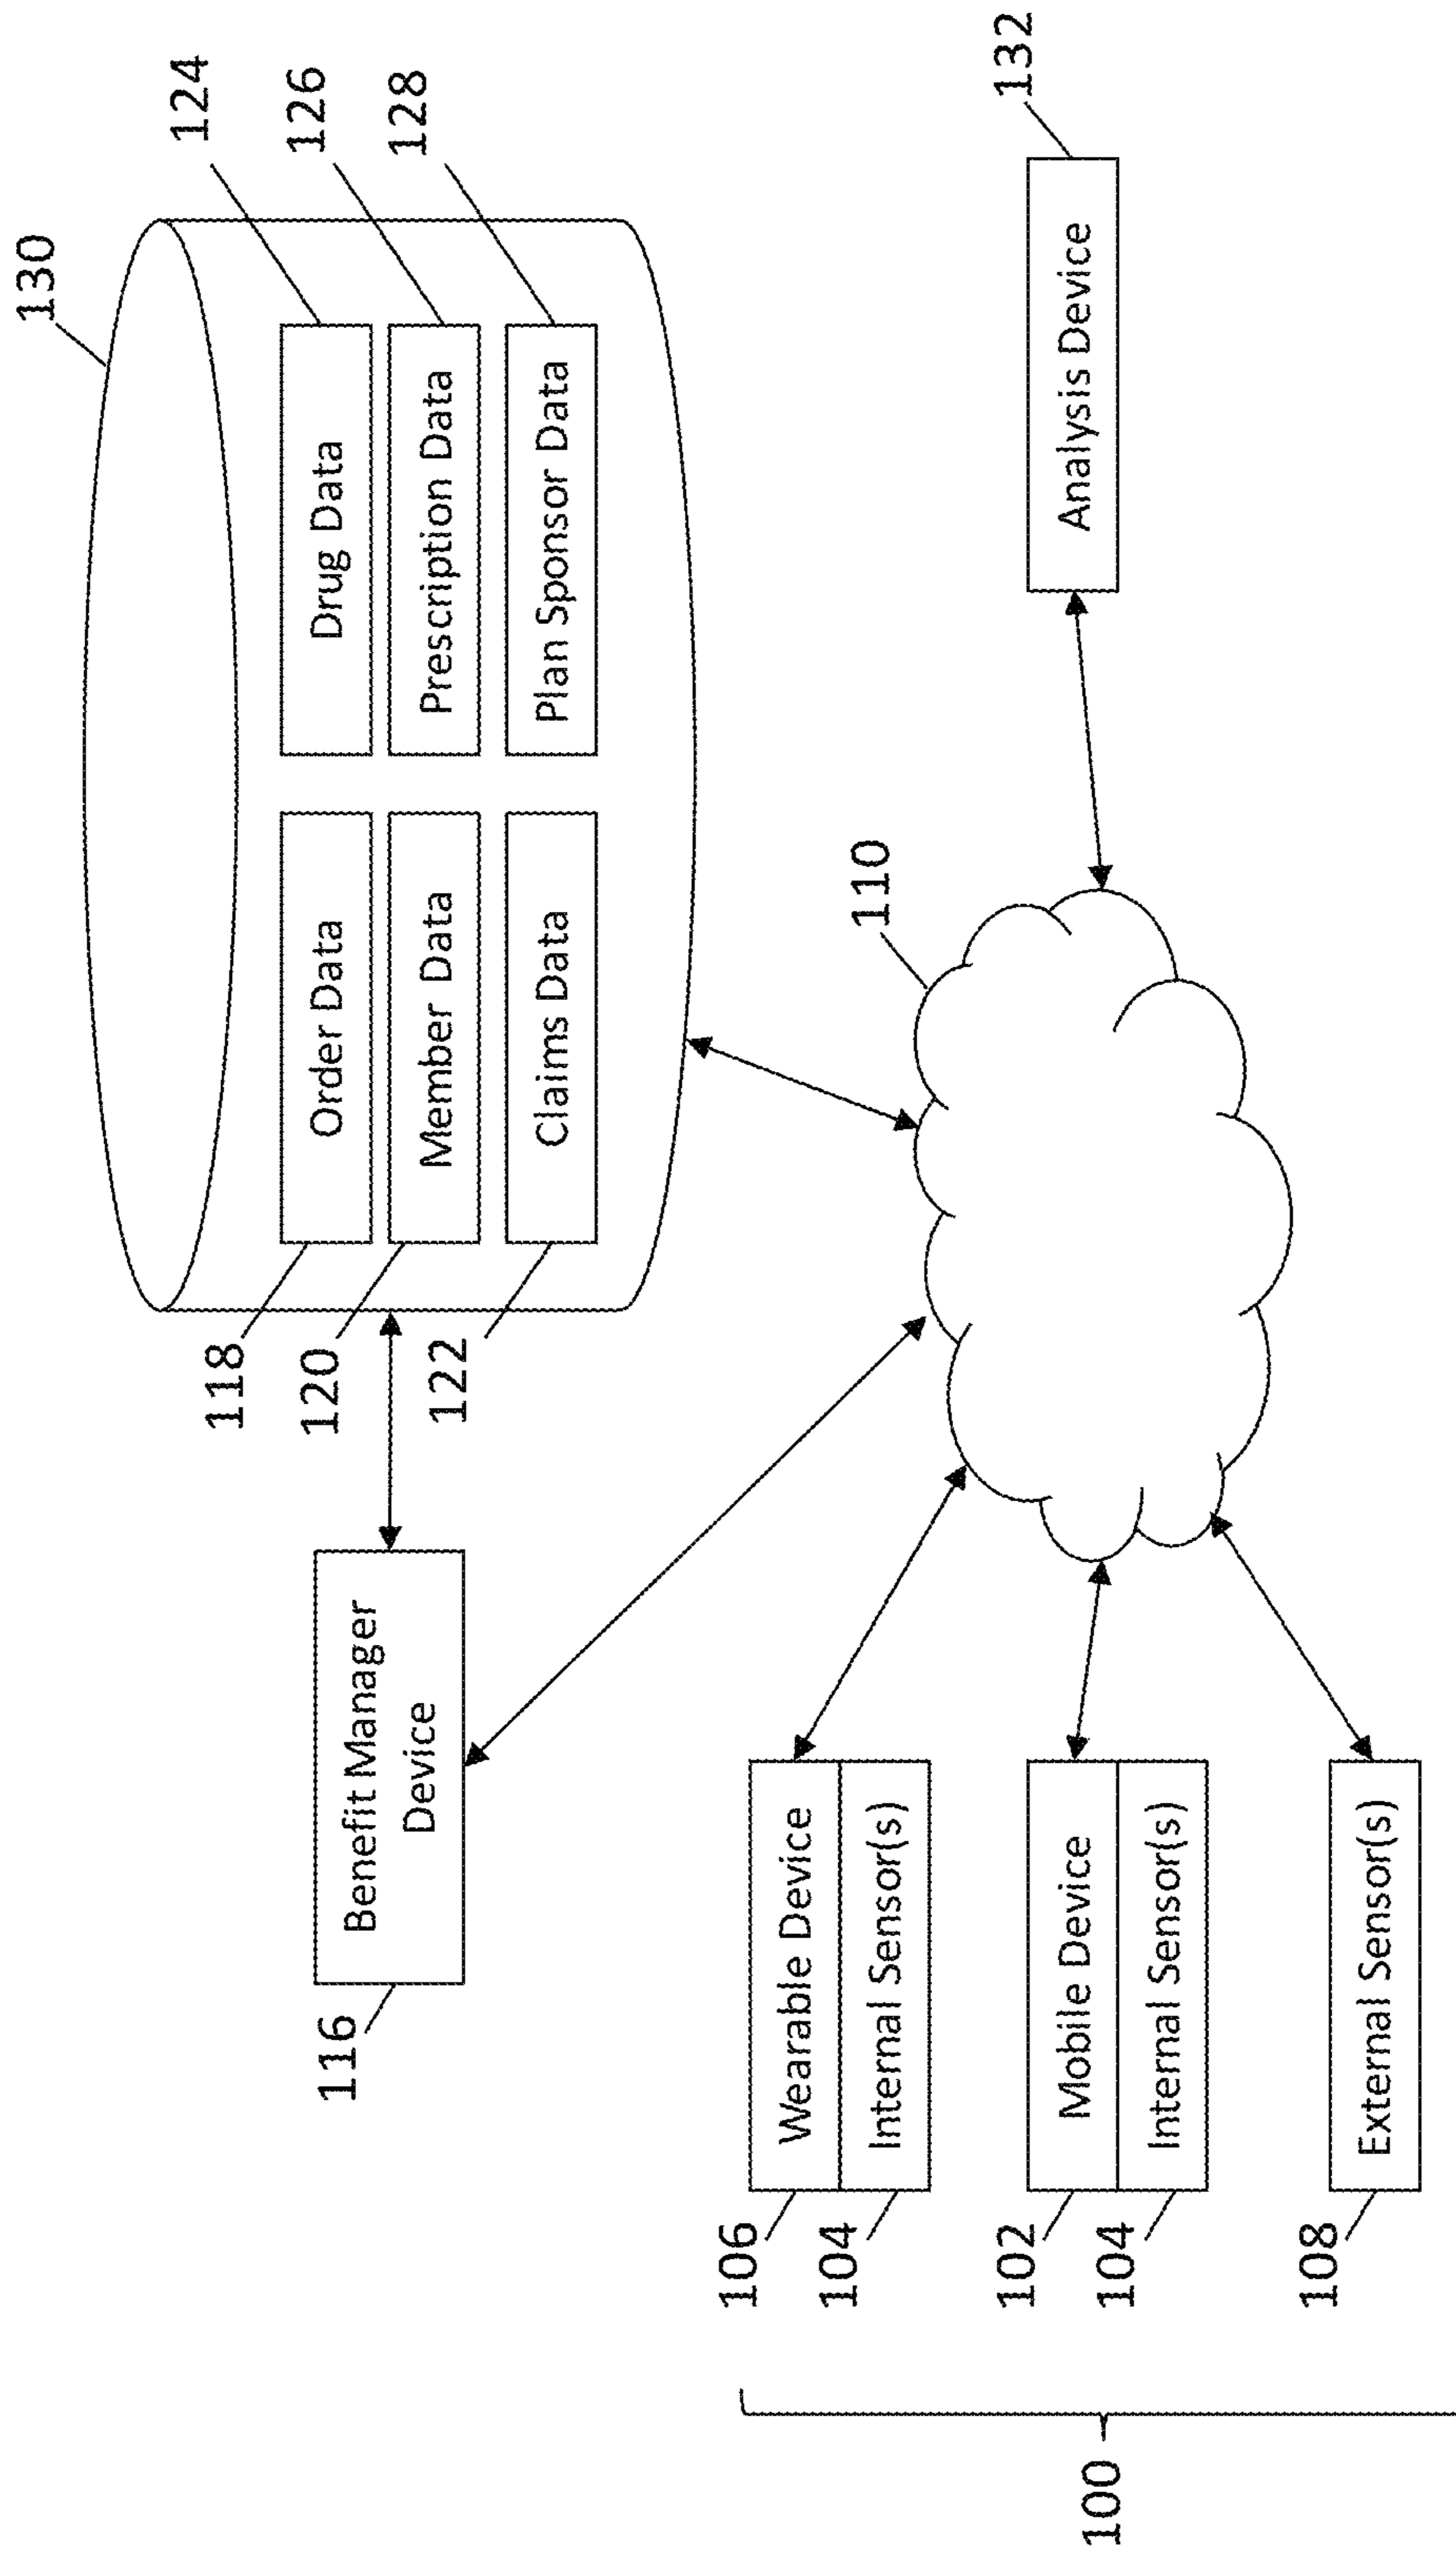 130
116
Benefit Manager
Device
118
Order Data
Drug Data
124
120
Member Data
Prescription Data
126
122
Claims Data
Plan Sponsor Data
128
106
Wearable Device
104
Internal Sensor(s)
110
100
102
Mobile Device
104
Internal Sensor(s)
Analysis Device
132
108
External Sensor(s)